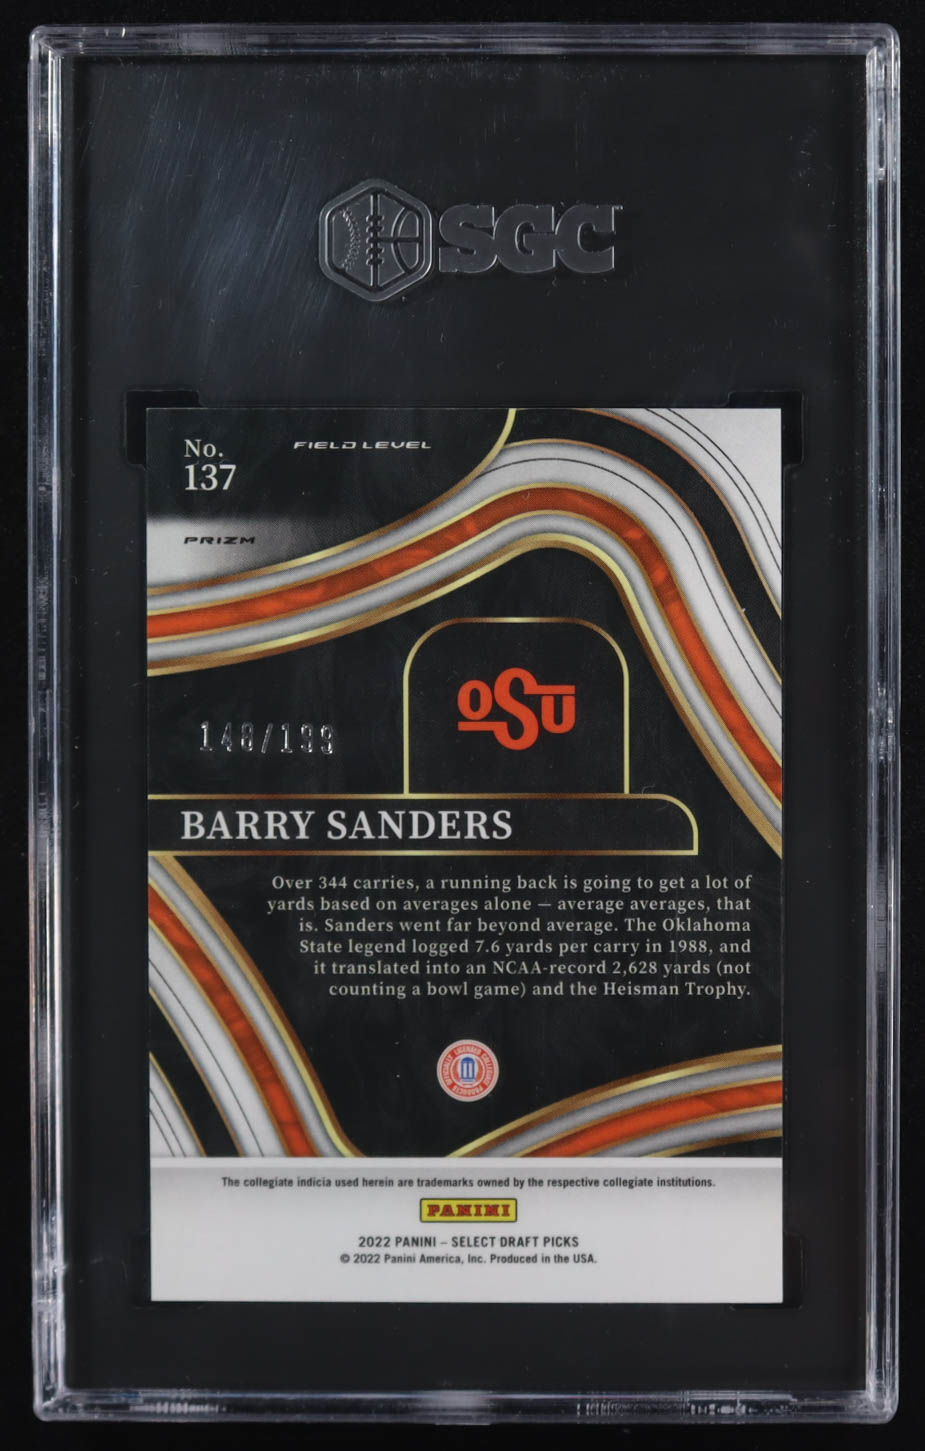 SGC
No.
137
FIELD LEVEL
PRIZM
OSU
148/199
BARRY SANDERS
Over 344 carries, a running back is going to get a lot of
yards based on averages alone — average averages, that
is. Sanders went far beyond average. The Oklahoma
State legend logged 7.6 yards per carry in 1988, and
it translated into an NCAA-record 2,628 yards (not
counting a bowl game) and the Heisman Trophy.
OFFICIALLY LICENSED COLLEGIATE PRODUCTS
The collegiate indicia used herein are trademarks owned by the respective collegiate institutions.
PANINI
2022 PANINI – SELECT DRAFT PICKS
© 2022 Panini America, Inc. Produced in the USA.